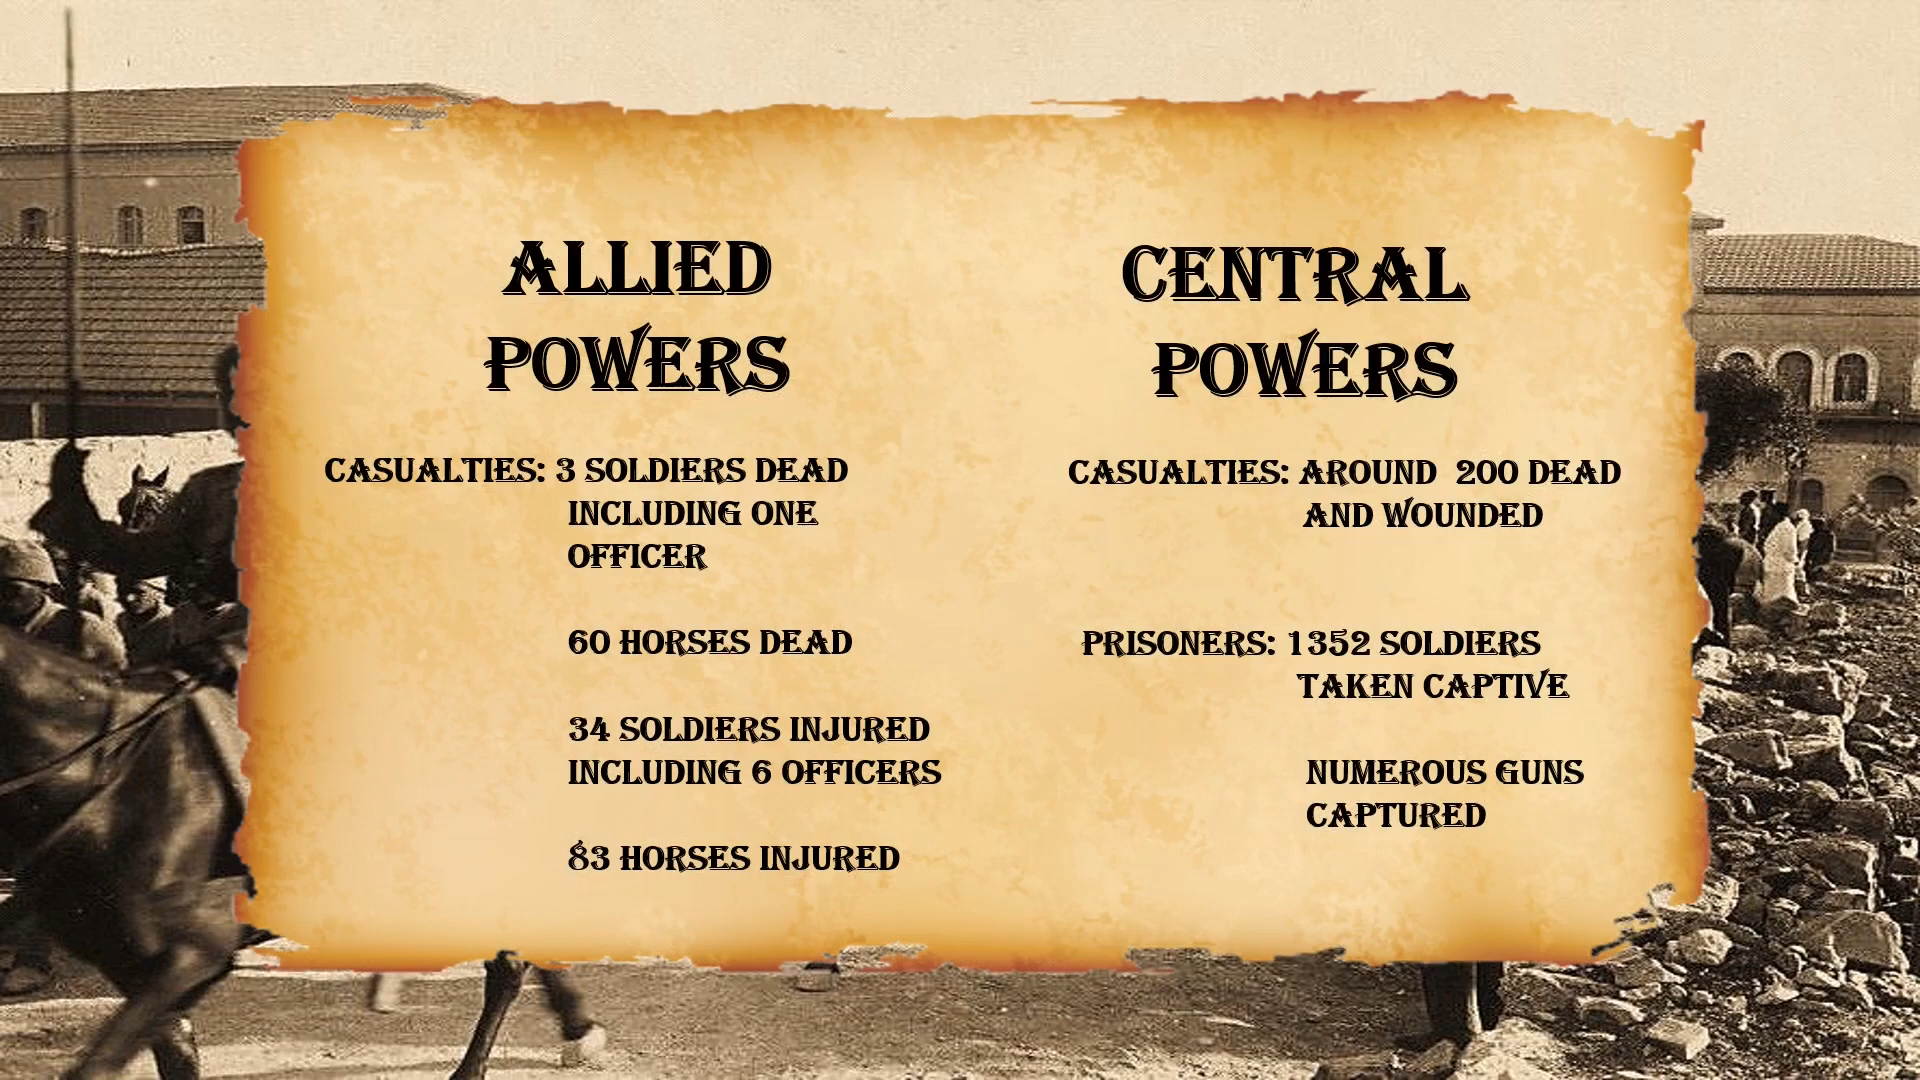 ALLIED
POWERS
CASUALTIES: 3 SOLDIERS DEAD
INCLUDING ONE
OFFICER
60 HORSES DEAD
34 SOLDIERS INJURED
INCLUDING 6 OFFICERS
83 HORSES INJURED
CENTRAL
POWERS
CASUALTIES: AROUND 200 DEAD
AND WOUNDED
PRISONERS: 1352 SOLDIERS
TAKEN CAPTIVE
NUMEROUS GUNS
CAPTURED